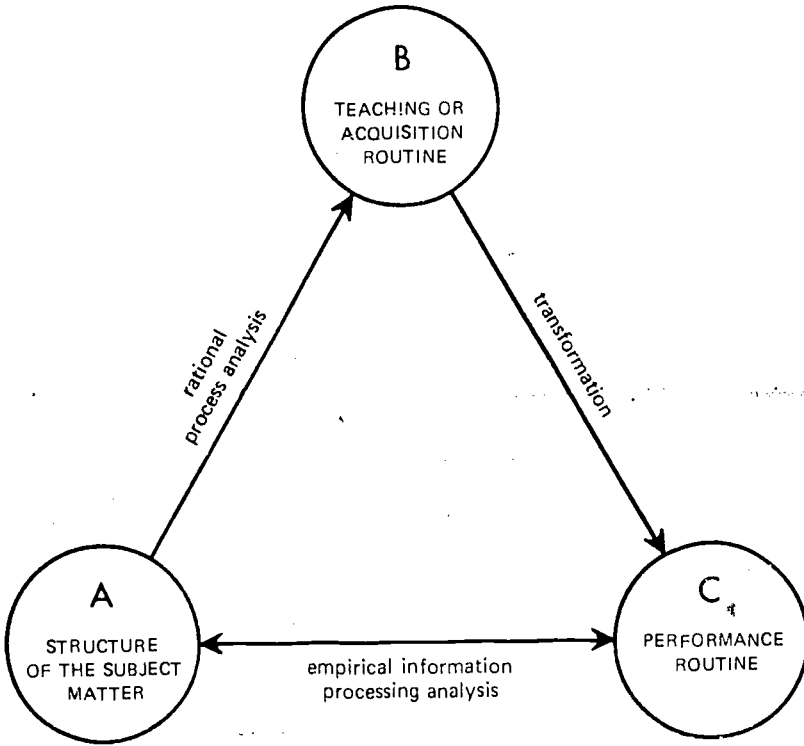 B
TEACHING OR
ACQUISITION
ROUTINE
rational
process analysis
transformation
A
STRUCTURE
OF THE SUBJECT
MATTER
empirical information
processing analysis
C
PERFORMANCE
ROUTINE